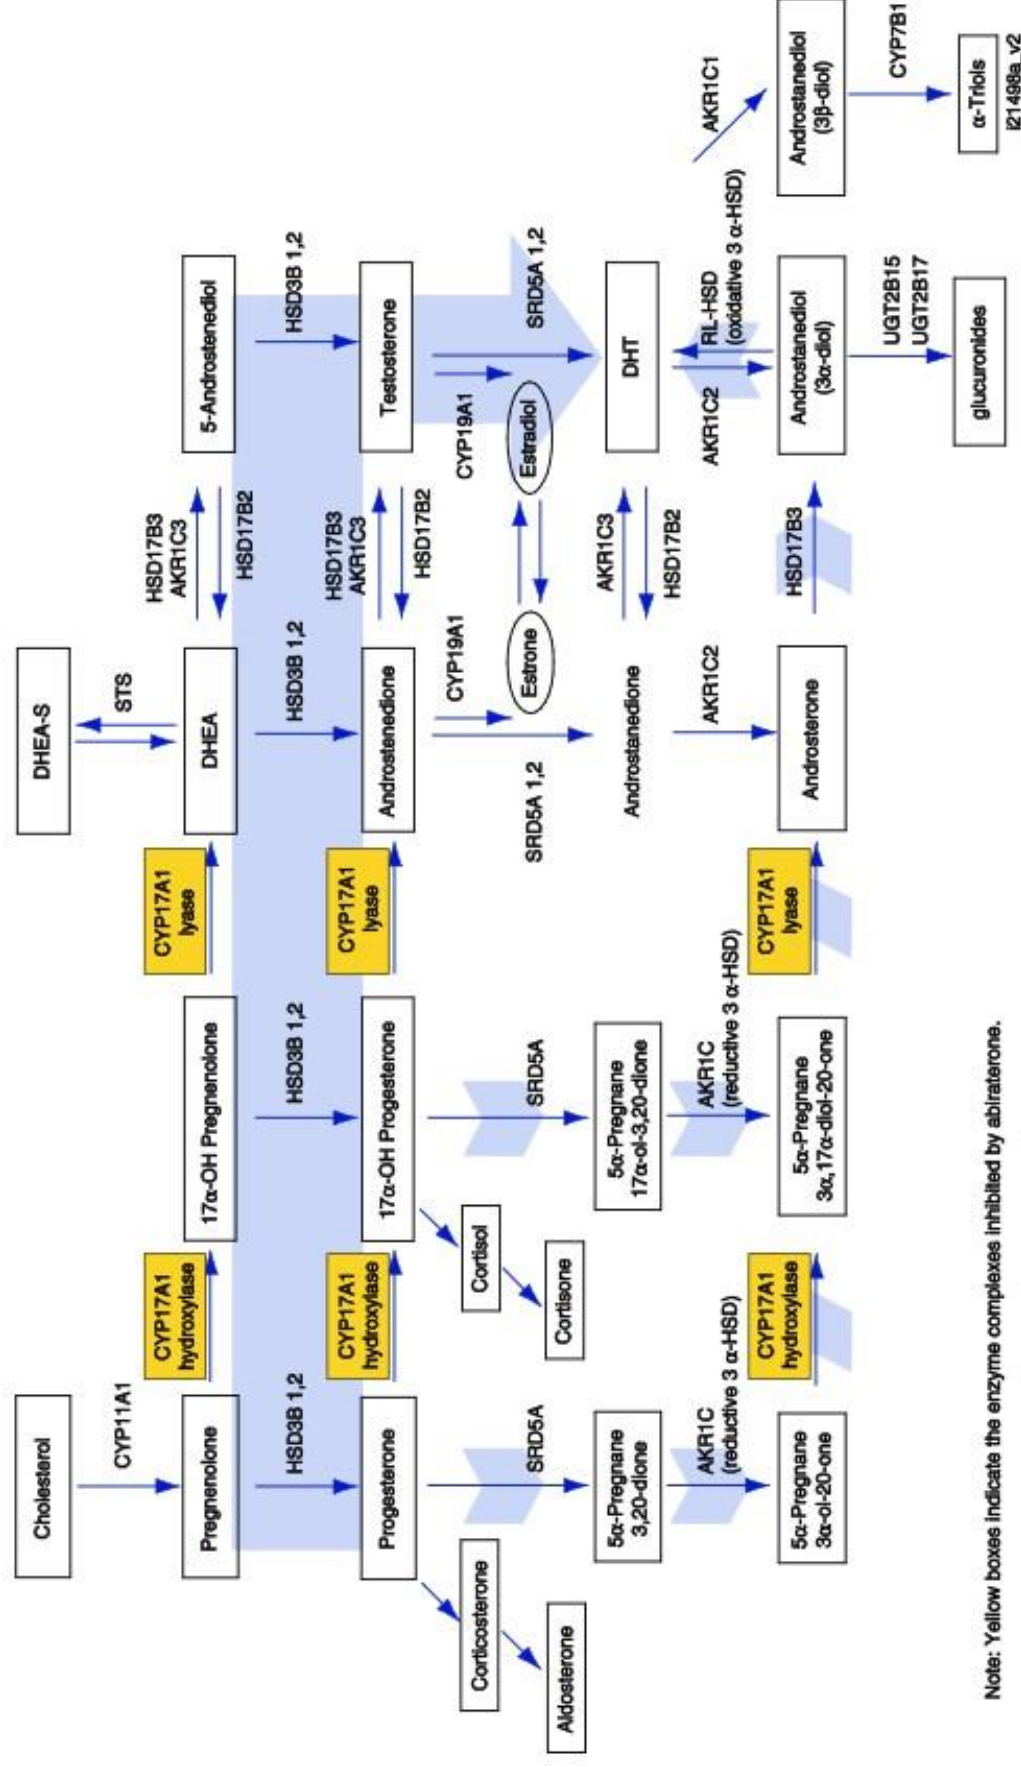 Cholesterol
DHEA-S
CYP11A1
STS
CYP17A1
hydroxylase
CYP17A1
lyase
HSD17B3
AKR1C3
Pregnenolone
17α-OH Pregnenolone
DHEA
5-Androstenediol
HSD17B2
HSD3B 1,2
HSD3B 1,2
HSD3B 1,2
HSD3B 1,2
CYP17A1
hydroxylase
CYP17A1
lyase
HSD17B3
AKR1C3
Progesterone
17α-OH Progesterone
Androstenedione
Testosterone
HSD17B2
Corticosterone
Cortisol
CYP19A1
CYP19A1
Aldosterone
Cortisone
Estrone
Estradiol
SRD5A
SRD5A
SRD5A 1,2
SRD5A 1,2
5α-Pregnane
3,20-dione
5α-Pregnane
17α-ol-3,20-dione
Androstanedione
AKR1C3
HSD17B2
DHT
AKR1C
(reductive 3 α-HSD)
AKR1C
(reductive 3 α-HSD)
AKR1C2
AKR1C2
RL-HSD
(oxidative 3 α-HSD)
AKR1C1
CYP17A1
hydroxylase
CYP17A1
lyase
HSD17B3
5α-Pregnane
3α-ol-20-one
5α-Pregnane
3α,17α-diol-20-one
Androsterone
Androstanediol
(3α-diol)
Androstanediol
(3β-diol)
UGT2B15
UGT2B17
CYP7B1
glucuronides
α-Triols
i21498a_v2
Note: Yellow boxes indicate the enzyme complexes inhibited by abiraterone.